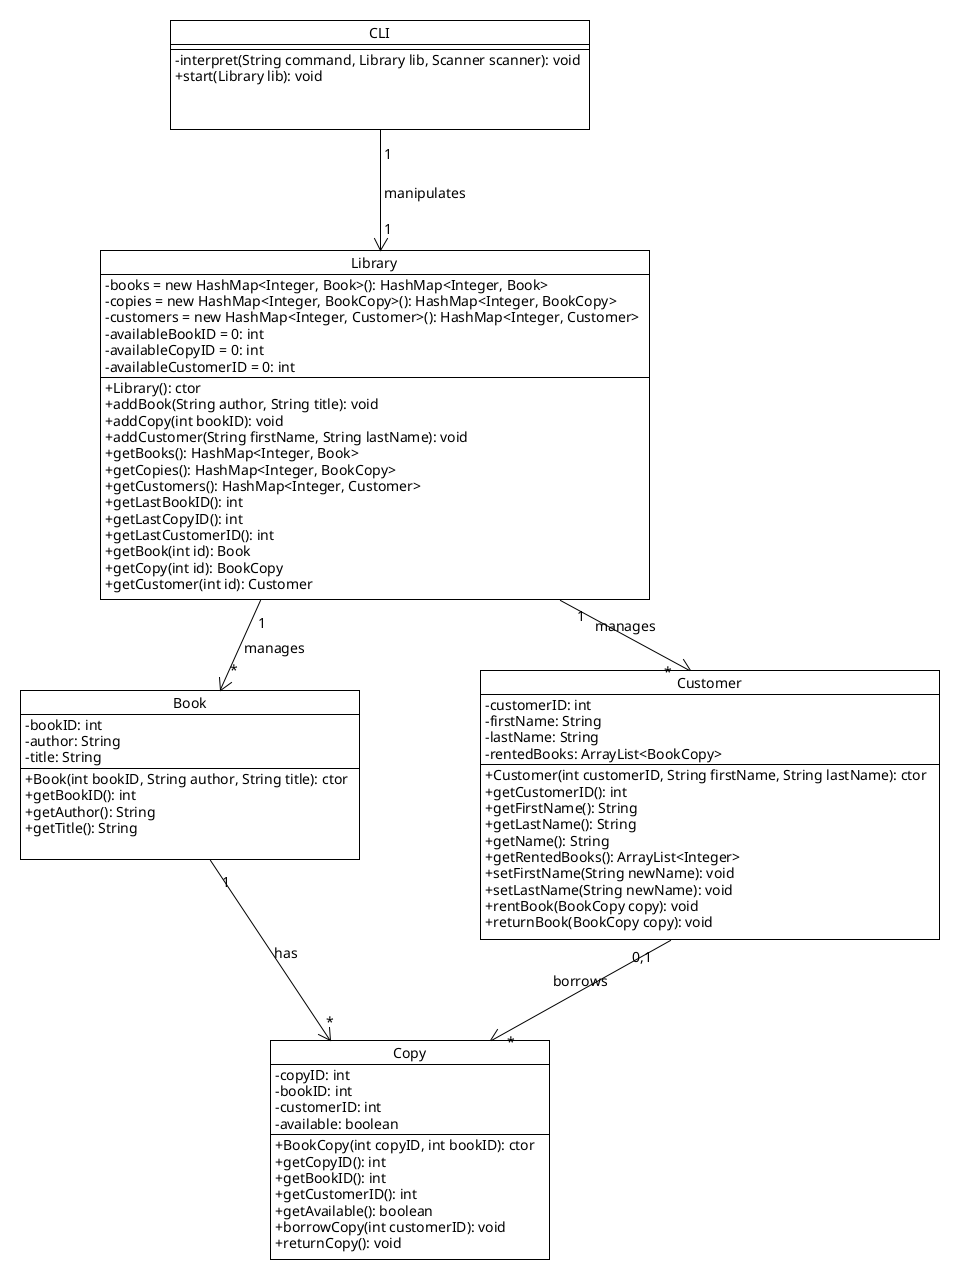 CLI
-interpret(String command, Library lib, Scanner scanner): void
+start(Library lib): void
1
manipulates
1
Library
-books = new HashMap<Integer, Book>(): HashMap<Integer, Book>
-copies = new HashMap<Integer, BookCopy>(): HashMap<Integer, BookCopy>
-customers = new HashMap<Integer, Customer>(): HashMap<Integer, Customer>
-availableBookID = 0: int
-availableCopyID = 0: int
-availableCustomerID = 0: int
+Library(): ctor
+addBook(String author, String title): void
+addCopy(int bookID): void
+addCustomer(String firstName, String lastName): void
+getBooks(): HashMap<Integer, Book>
+getCopies(): HashMap<Integer, BookCopy>
+getCustomers(): HashMap<Integer, Customer>
+getLastBookID(): int
+getLastCopyID(): int
+getLastCustomerID(): int
+getBook(int id): Book
+getCopy(int id): BookCopy
+getCustomer(int id): Customer
1
manages
*
1
manages
*
Book
-bookID: int
-author: String
-title: String
+Book(int bookID, String author, String title): ctor
+getBookID(): int
+getAuthor(): String
+getTitle(): String
Customer
-customerID: int
-firstName: String
-lastName: String
-rentedBooks: ArrayList<BookCopy>
+Customer(int customerID, String firstName, String lastName): ctor
+getCustomerID(): int
+getFirstName(): String
+getLastName(): String
+getName(): String
+getRentedBooks(): ArrayList<Integer>
+setFirstName(String newName): void
+setLastName(String newName): void
+rentBook(BookCopy copy): void
+returnBook(BookCopy copy): void
1
has
*
0,1
borrows
*
Copy
-copyID: int
-bookID: int
-customerID: int
-available: boolean
+BookCopy(int copyID, int bookID): ctor
+getCopyID(): int
+getBookID(): int
+getCustomerID(): int
+getAvailable(): boolean
+borrowCopy(int customerID): void
+returnCopy(): void